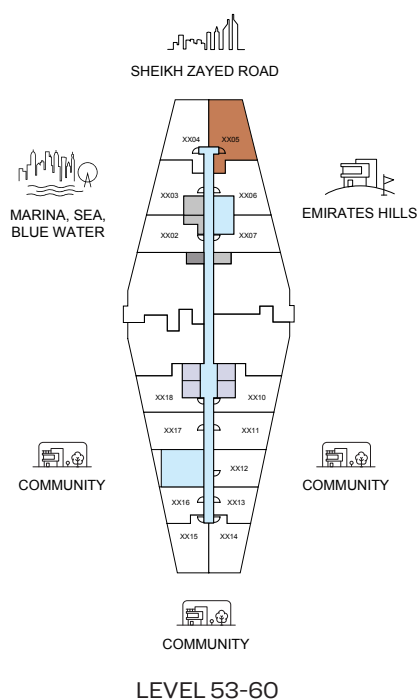 SHEIKH ZAYED ROAD
XX04
XX05
MARINA, SEA,
BLUE WATER
EMIRATES HILLS
XX03
XX06
XX02
XX07
XX18
XX10
XX17
XX11
XX12
COMMUNITY
COMMUNITY
XX16
XX13
XX15
XX14
COMMUNITY
LEVEL 53-60